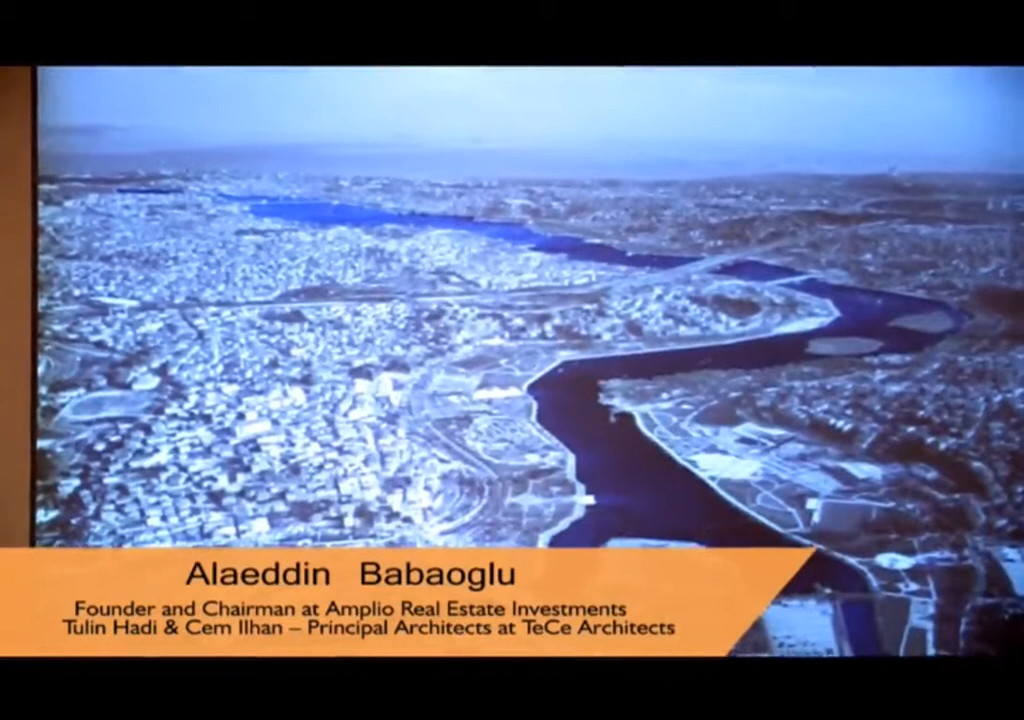 Alaeddin Babaoglu
Founder and Chairman at Amplio Real Estate Investments
Tulin Hadi & Cem Ilhan – Principal Architects at TeCe Architects